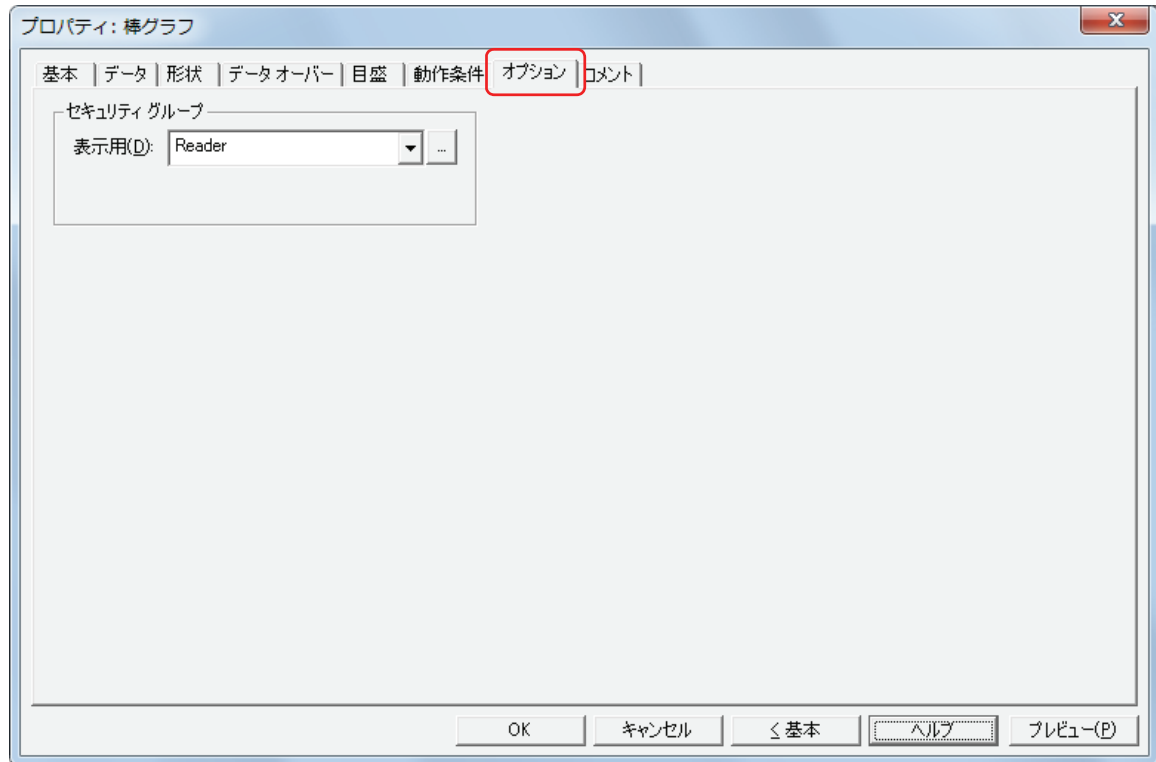 プロパティ: 棒グラフ
基本 データ 形状 データ オーバー 目盛 動作条件 オプション コメント
セキュリティ グループ
表示用(D): Reader ...
OK キャンセル < 基本 ヘルプ プレビュー(P)